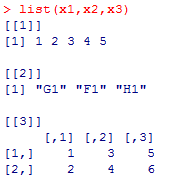 > list(x1,x2,x3)
[[1]]
[1] 1 2 3 4 5
[[2]]
[1] "G1" "F1" "H1"
[[3]]
     [,1] [,2] [,3]
[1,]    1    3    5
[2,]    2    4    6